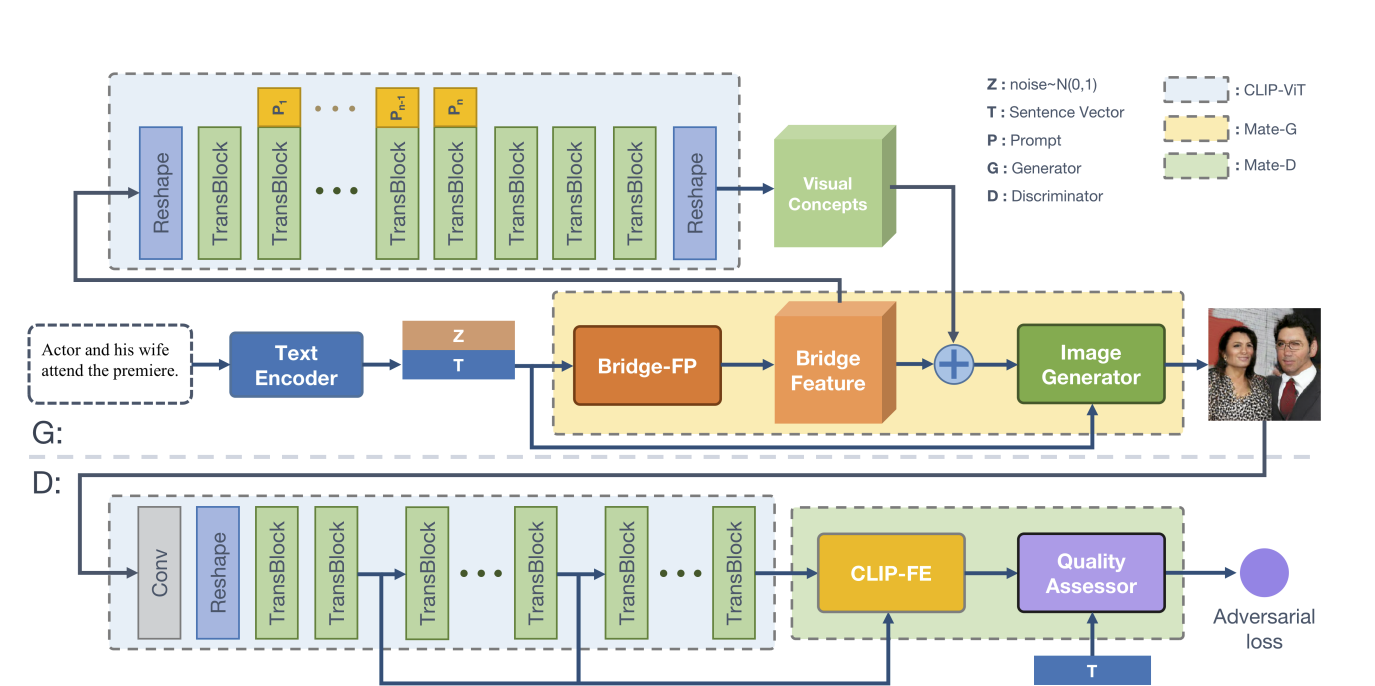 P1
Pn-1
Pn
Reshape
TransBlock
TransBlock
TransBlock
TransBlock
TransBlock
TransBlock
TransBlock
Reshape
Visual
Concepts
Z : noise~N(0,1)
T : Sentence Vector
P : Prompt
G : Generator
D : Discriminator
: CLIP-ViT
: Mate-G
: Mate-D
Actor and his wife
attend the premiere.
Text
Encoder
Z
T
Bridge-FP
Bridge
Feature
Image
Generator
G:
D:
Conv
Reshape
TransBlock
TransBlock
TransBlock
TransBlock
TransBlock
TransBlock
CLIP-FE
Quality
Assessor
Adversarial
loss
T